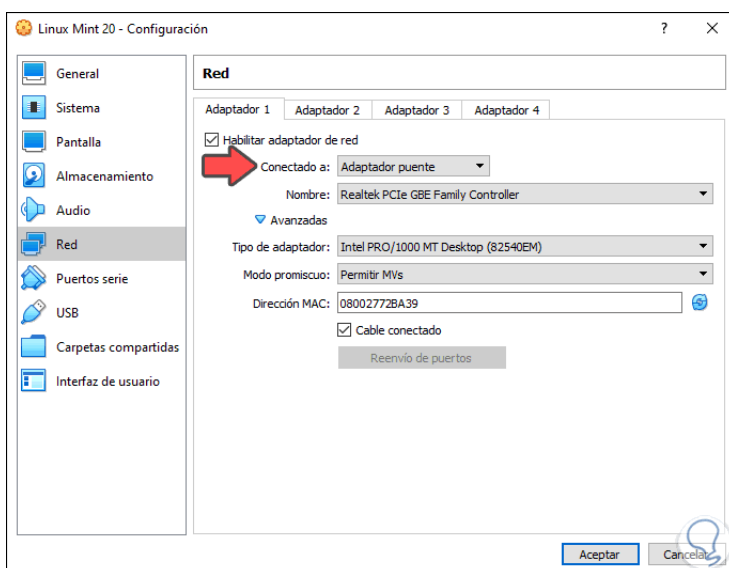 Linux Mint 20 - Configuración
?
General
Sistema
Pantalla
Almacenamiento
Audio
Red
Puertos serie
USB
Carpetas compartidas
Interfaz de usuario
Red
Adaptador 1 Adaptador 2 Adaptador 3 Adaptador 4
Habilitar adaptador de red
Conectado a: Adaptador puente
Nombre: Realtek PCIe GBE Family Controller
Avanzadas
Tipo de adaptador: Intel PRO/1000 MT Desktop (82540EM)
Modo promiscuo: Permitir MVs
Dirección MAC: 08002772BA39
Cable conectado
Reenvío de puertos
Aceptar Cancelar